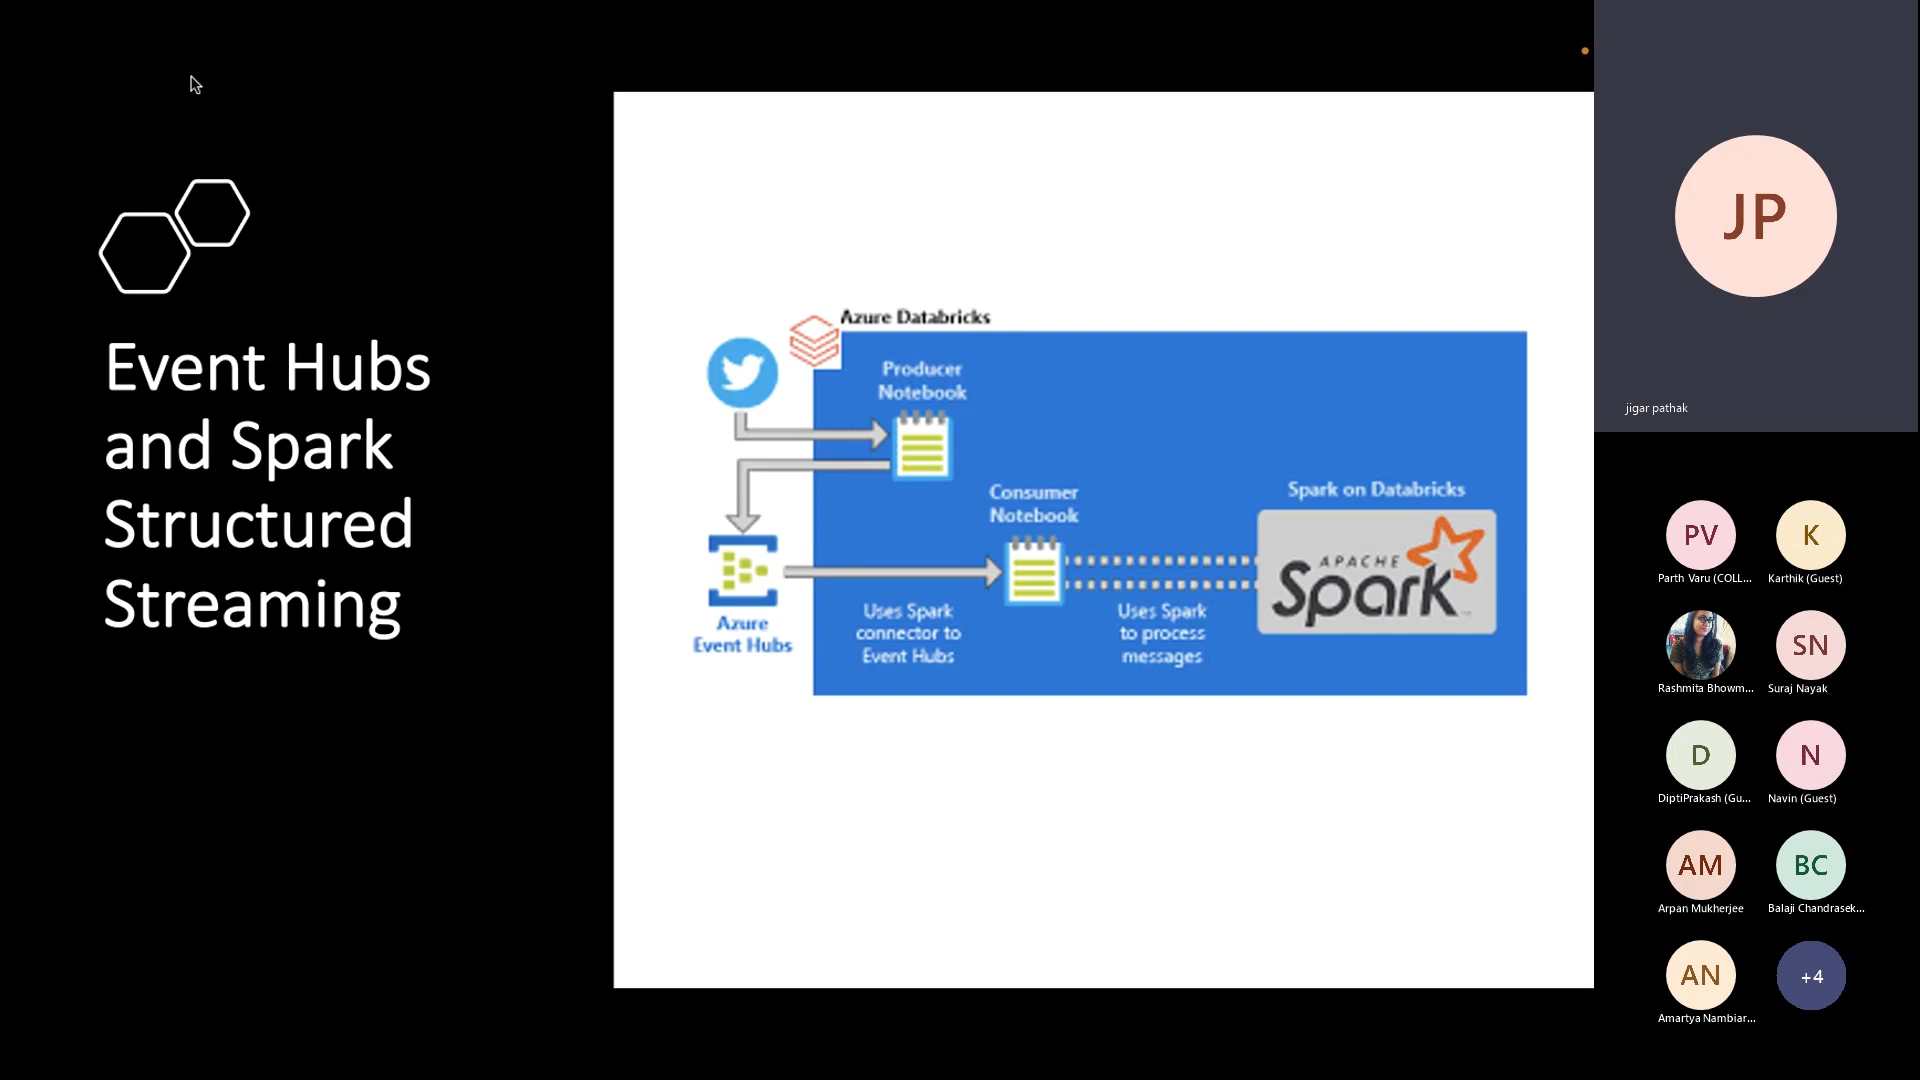 Event Hubs
and Spark
Structured
Streaming
Azure Databricks
Producer
Notebook
Consumer
Notebook
Spark on Databricks
APACHE
Spark
Azure
Event Hubs
Uses Spark
connector to
Event Hubs
Uses Spark
to process
messages
JP
jigar pathak
PV
K
Parth Varu (COLL...
Karthik (Guest)
SN
Rashmita Bhowm...
Suraj Nayak
D
N
DiptiPrakash (Gu...
Navin (Guest)
AM
BC
Arpan Mukherjee
Balaji Chandrasek...
AN
+4
Amartya Nambiar...